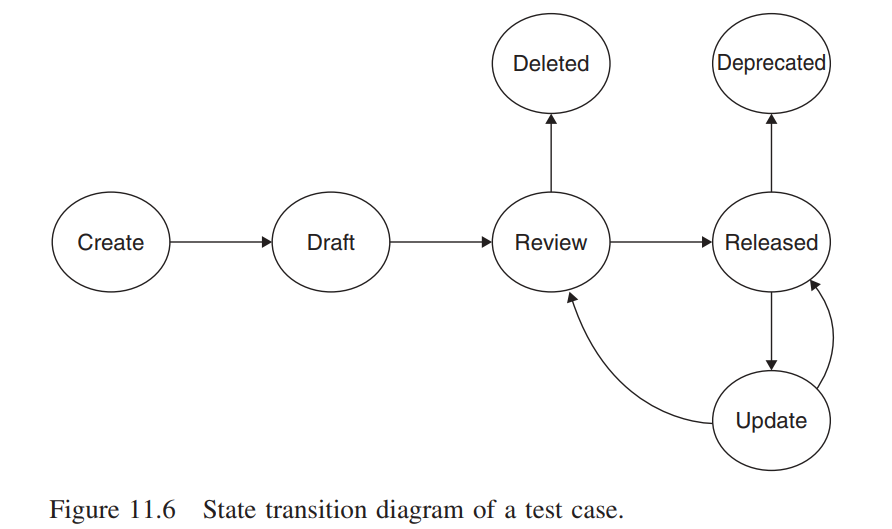 Deleted
Deprecated
Create
Draft
Review
Released
Update
Figure 11.6 State transition diagram of a test case.